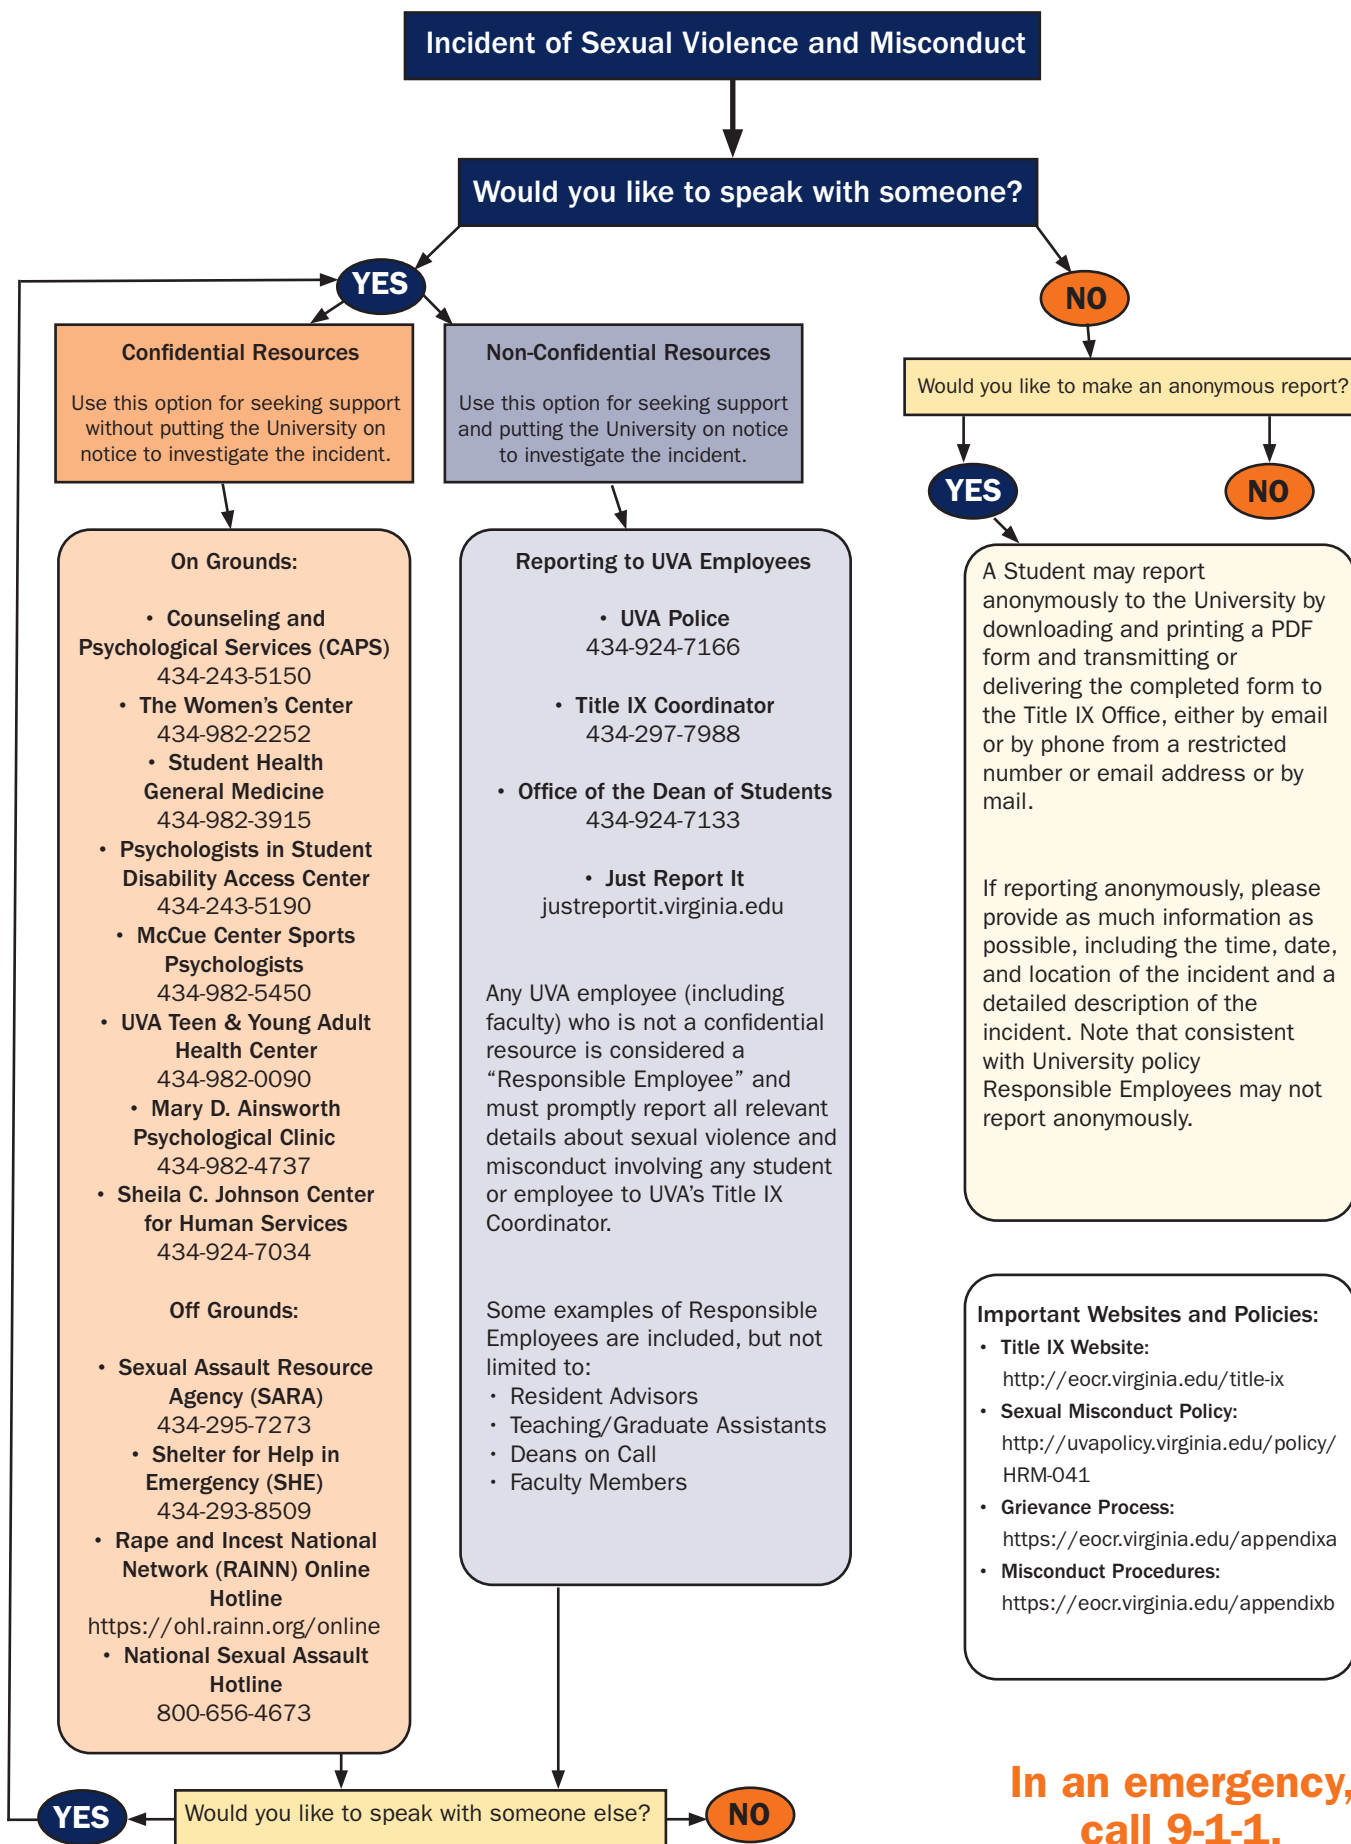 Incident of Sexual Violence and Misconduct
Would you like to speak with someone?
YES
NO
Confidential Resources
Use this option for seeking support
without putting the University on
notice to investigate the incident.
Non-Confidential Resources
Use this option for seeking support
and putting the University on notice
to investigate the incident.
Would you like to make an anonymous report?
YES
NO
On Grounds:
• Counseling and
Psychological Services (CAPS)
434-243-5150
• The Women’s Center
434-982-2252
• Student Health
General Medicine
434-982-3915
• Psychologists in Student
Disability Access Center
434-243-5190
• McCue Center Sports
Psychologists
434-982-5450
• UVA Teen & Young Adult
Health Center
434-982-0090
• Mary D. Ainsworth
Psychological Clinic
434-982-4737
• Sheila C. Johnson Center
for Human Services
434-924-7034
Off Grounds:
• Sexual Assault Resource
Agency (SARA)
434-295-7273
• Shelter for Help in
Emergency (SHE)
434-293-8509
• Rape and Incest National
Network (RAINN) Online
Hotline
https://ohl.rainn.org/online
• National Sexual Assault
Hotline
800-656-4673
Reporting to UVA Employees
• UVA Police
434-924-7166
• Title IX Coordinator
434-297-7988
• Office of the Dean of Students
434-924-7133
• Just Report It
justreportit.virginia.edu
Any UVA employee (including
faculty) who is not a confidential
resource is considered a
“Responsible Employee” and
must promptly report all relevant
details about sexual violence and
misconduct involving any student
or employee to UVA’s Title IX
Coordinator.
Some examples of Responsible
Employees are included, but not
limited to:
• Resident Advisors
• Teaching/Graduate Assistants
• Deans on Call
• Faculty Members
A Student may report
anonymously to the University by
downloading and printing a PDF
form and transmitting or
delivering the completed form to
the Title IX Office, either by email
or by phone from a restricted
number or email address or by
mail.
If reporting anonymously, please
provide as much information as
possible, including the time, date,
and location of the incident and a
detailed description of the
incident. Note that consistent
with University policy
Responsible Employees may not
report anonymously.
Important Websites and Policies:
• Title IX Website:
http://eocr.virginia.edu/title-ix
• Sexual Misconduct Policy:
http://uvapolicy.virginia.edu/policy/
HRM-041
• Grievance Process:
https://eocr.virginia.edu/appendixa
• Misconduct Procedures:
https://eocr.virginia.edu/appendixb
YES
Would you like to speak with someone else?
NO
In an emergency,
call 9-1-1.